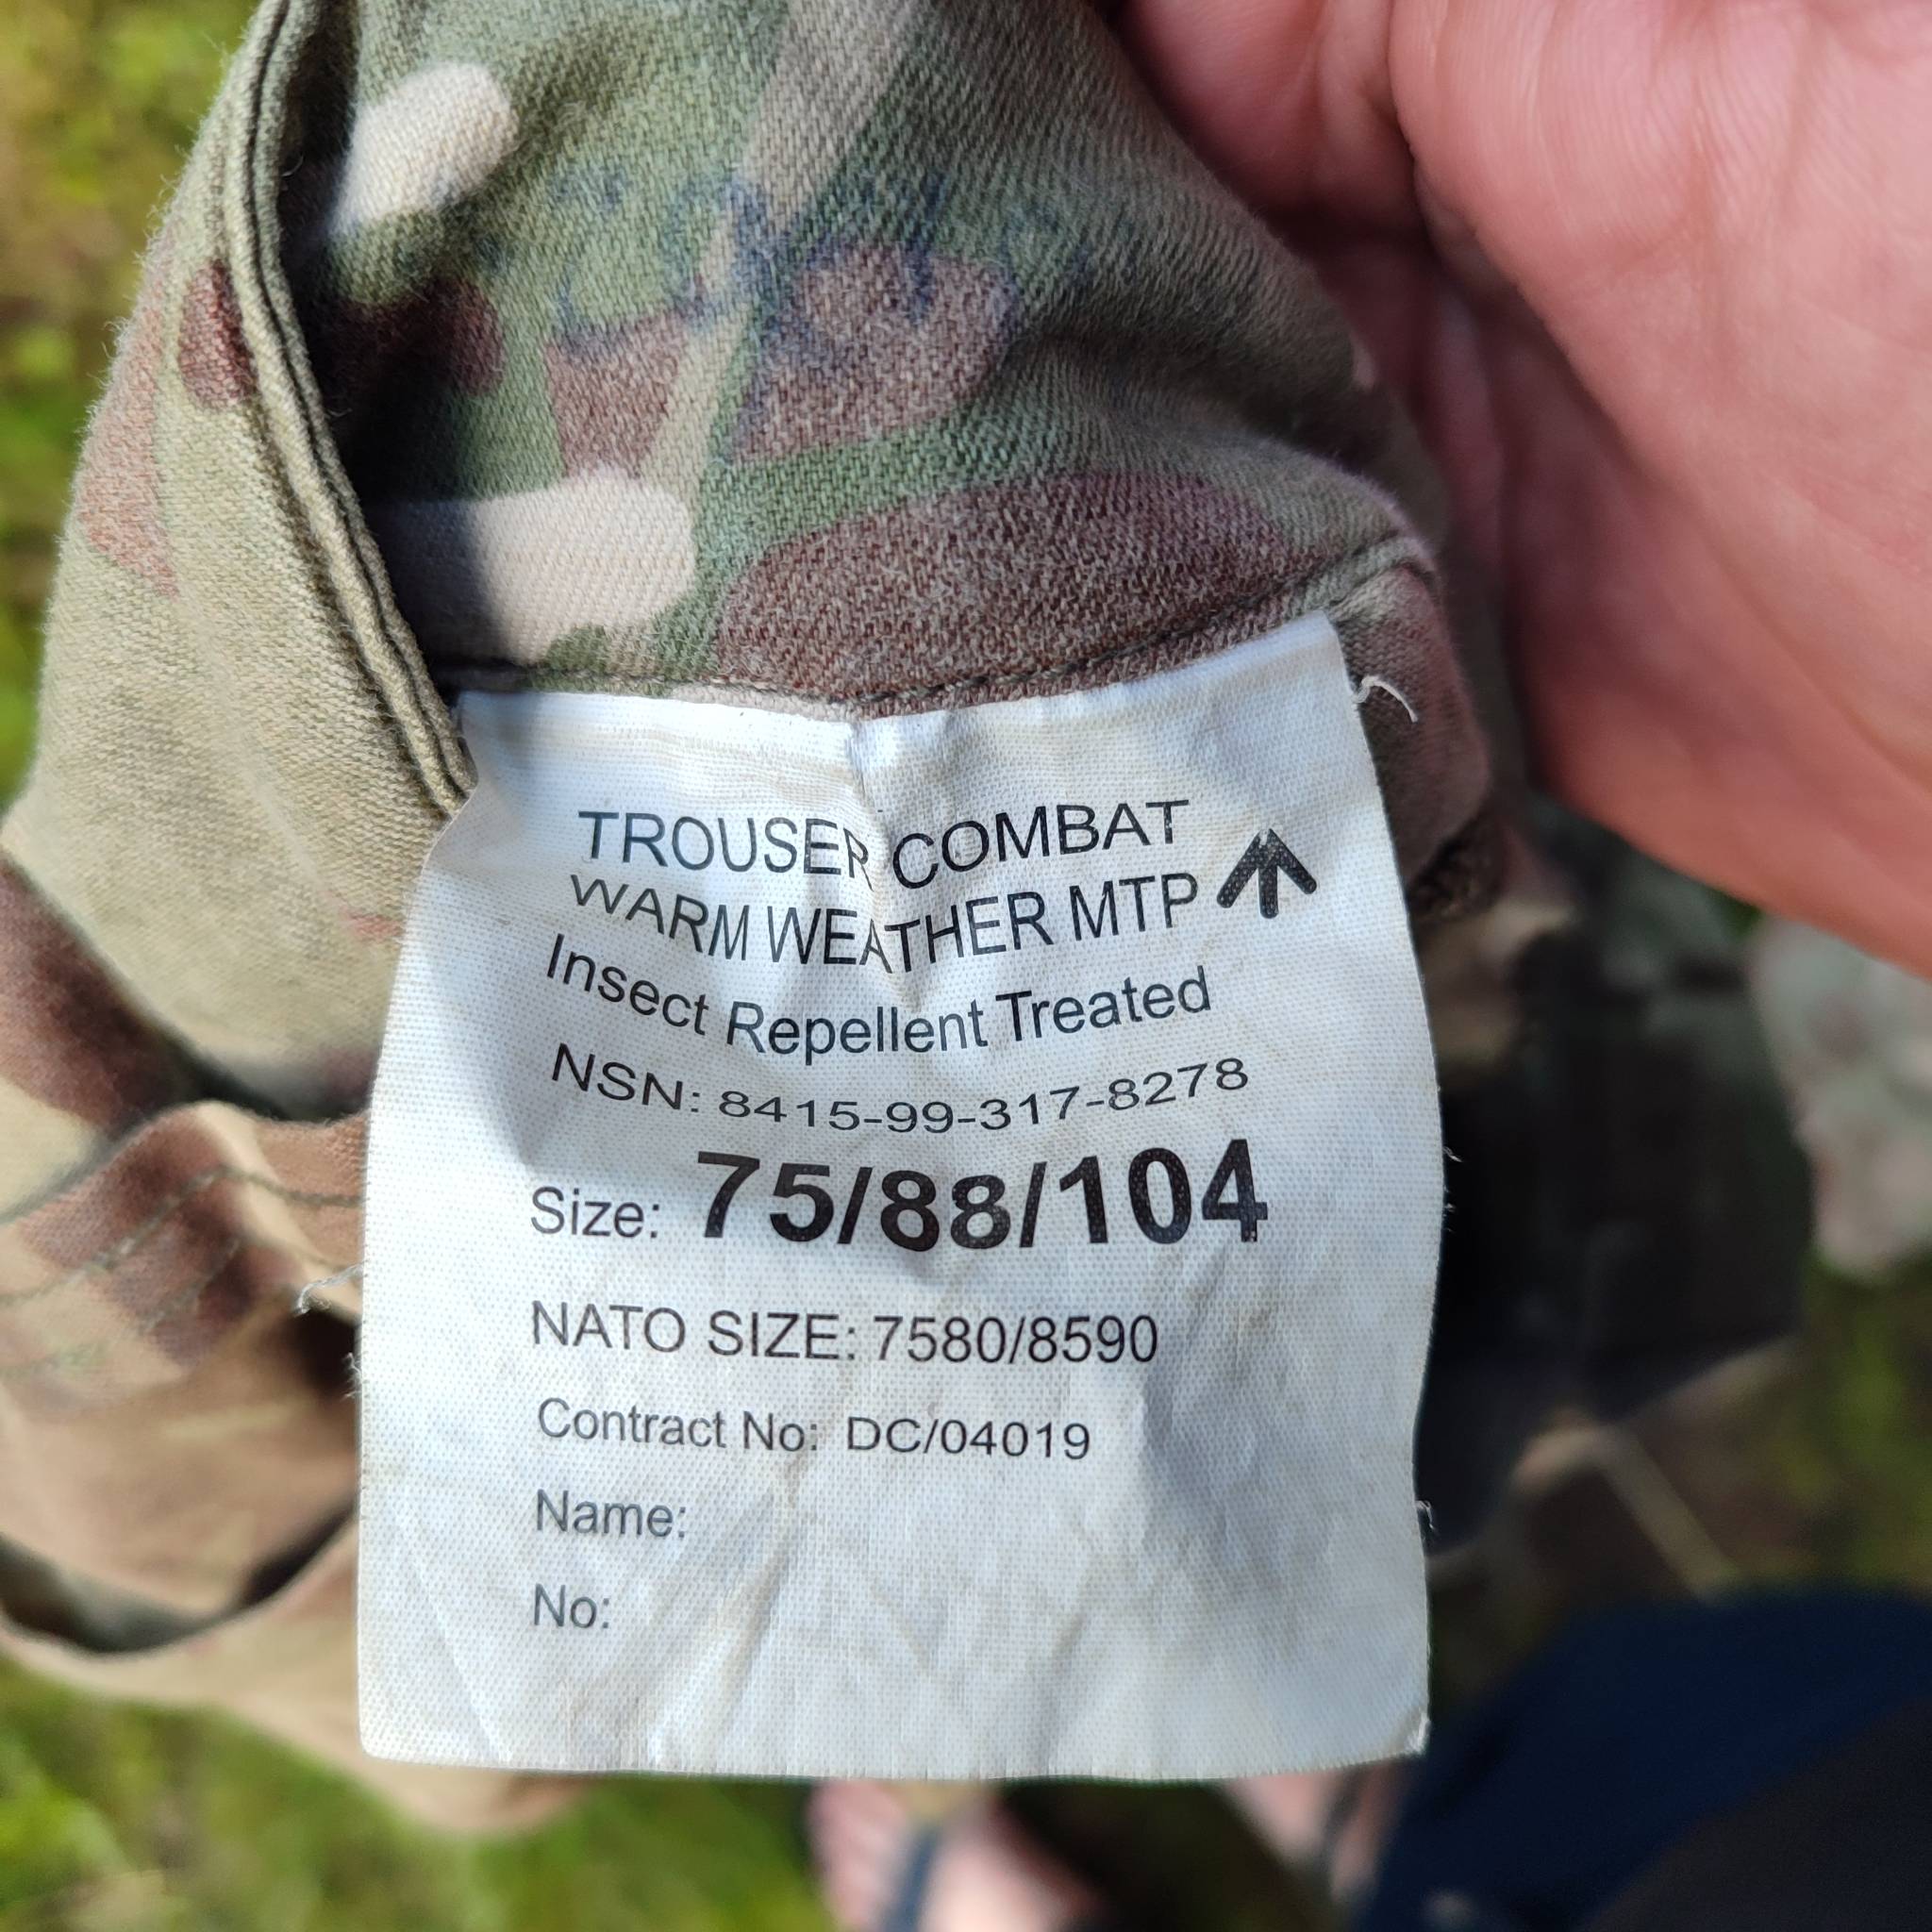 TROUSER COMBAT
WARM WEATHER MTP
Insect Repellent Treated
NSN: 8415-99-317-8278
Size: 75/88/104
NATO SIZE: 7580/8590
Contract No: DC/04019
Name:
No: